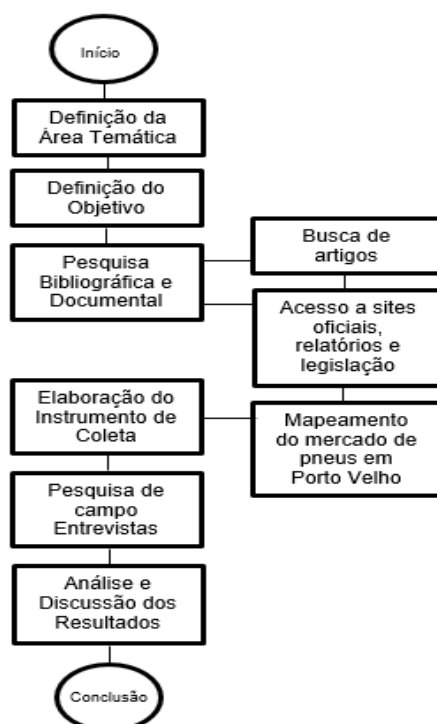 Início
Definição da
Área Temática
Definição do
Objetivo
Pesquisa
Bibliográfica e
Documental
Busca de
artigos
Acesso a sites
oficiais,
relatórios e
legislação
Mapeamento
do mercado de
pneus em
Porto Velho
Elaboração do
Instrumento de
Coleta
Pesquisa de
campo
Entrevistas
Análise e
Discussão dos
Resultados
Conclusão